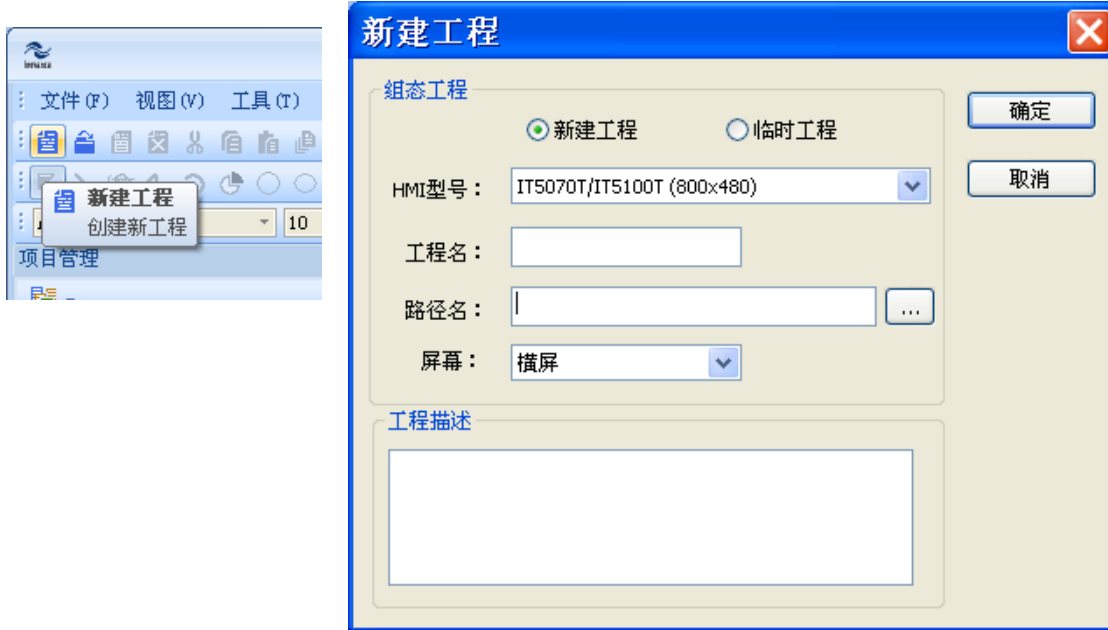 文件(F) 视图(V) 工具(T)
新建工程
创建新工程
10
项目管理
新建工程
组态工程
新建工程 临时工程
确定
HMI型号： IT5070T/IT5100T (800x480)
取消
工程名：
路径名： ...
屏幕： 横屏
工程描述